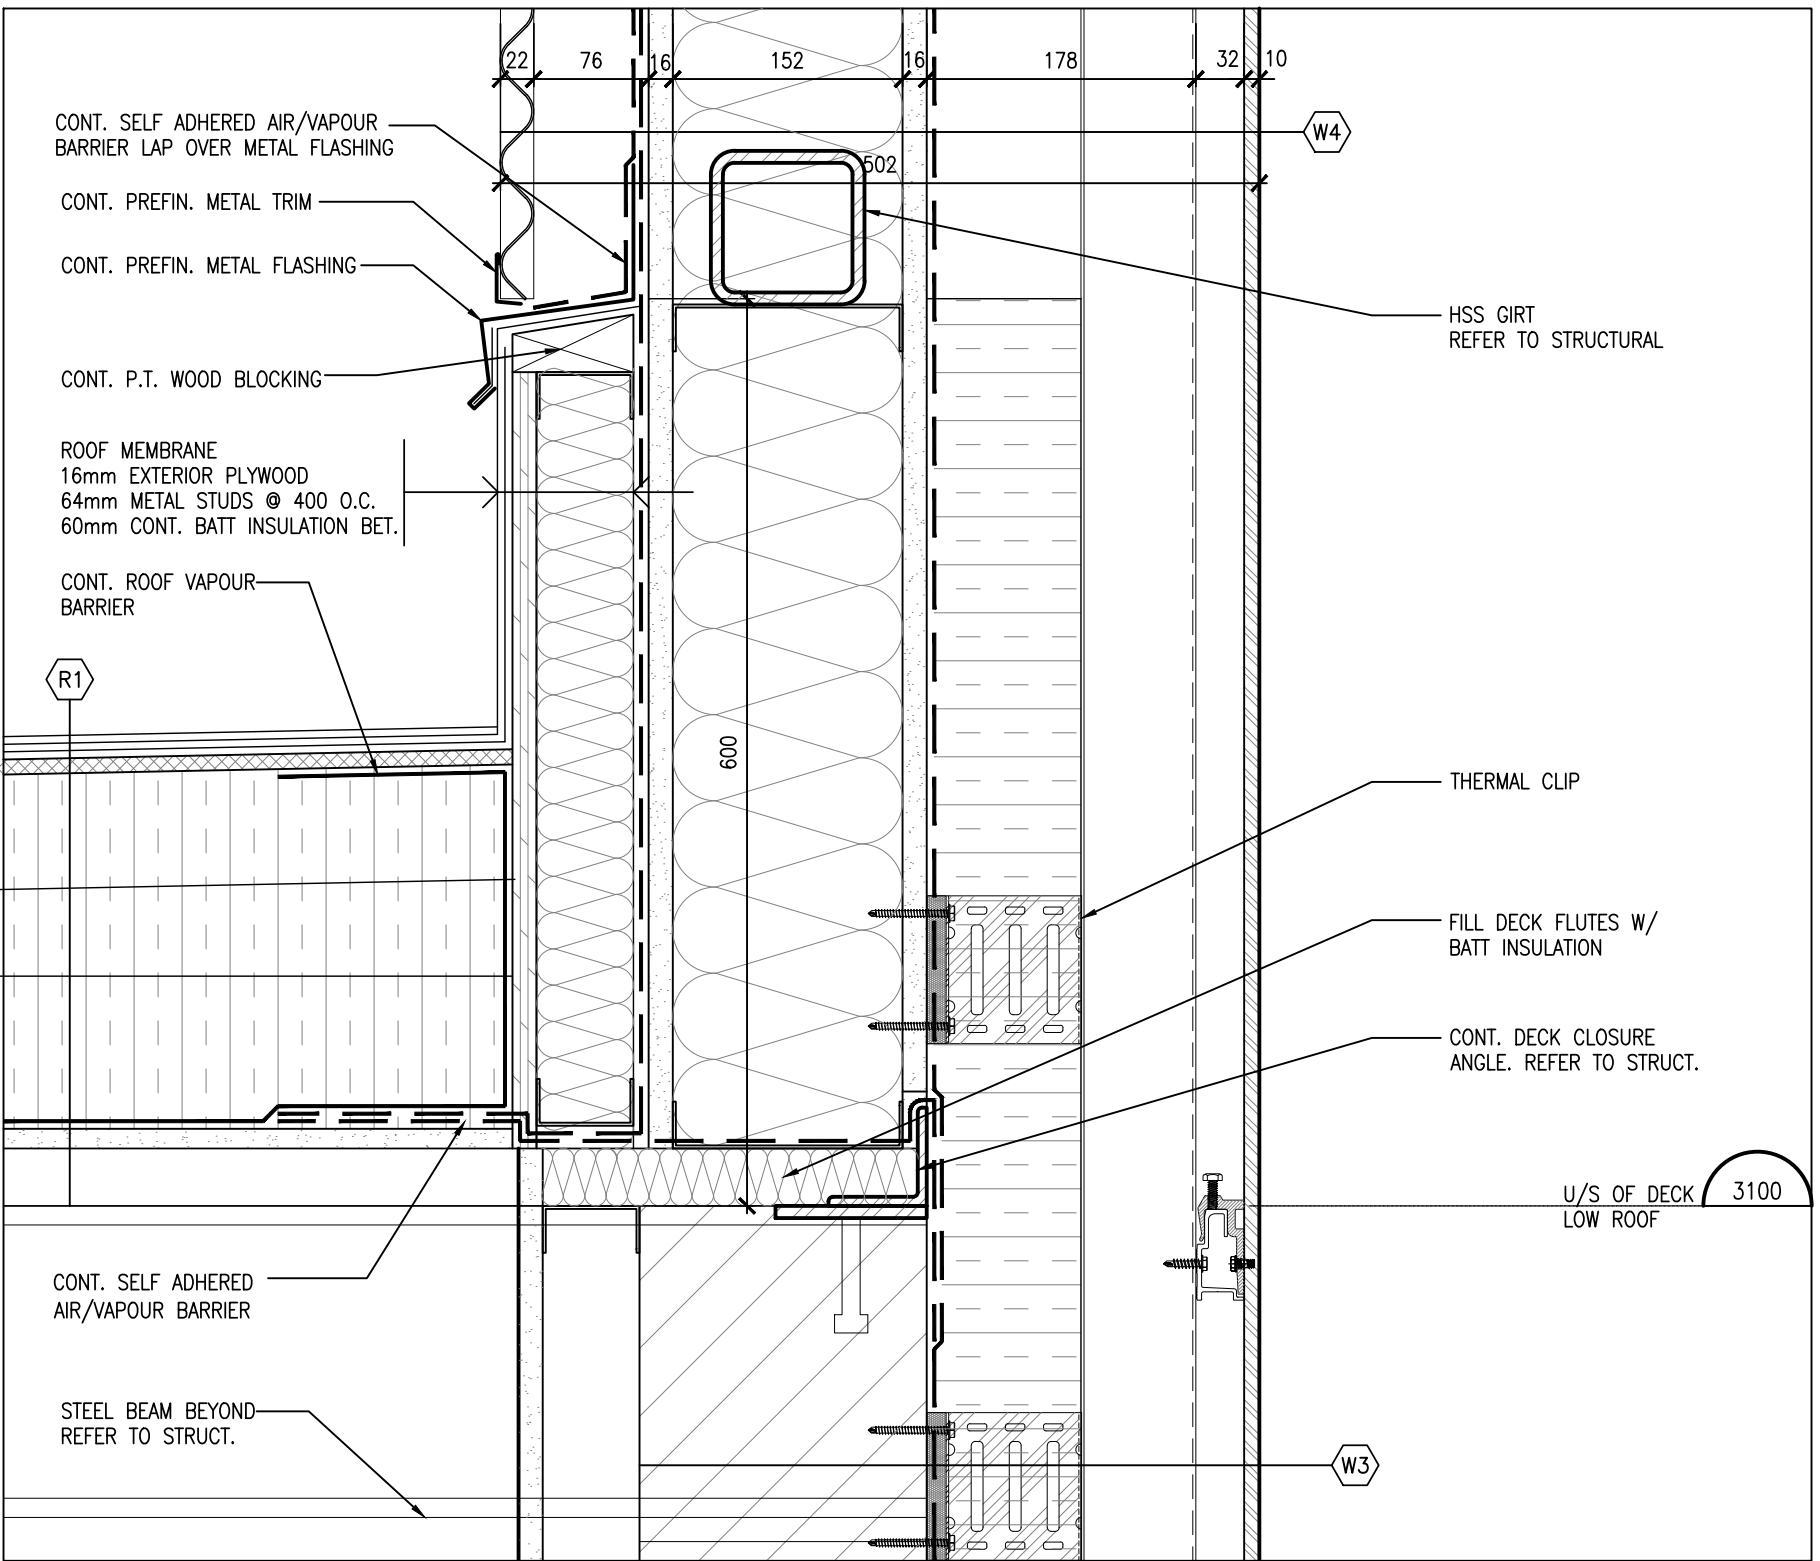 22 76 16 152 16 178 32 10
W4
502
CONT. SELF ADHERED AIR/VAPOUR
BARRIER LAP OVER METAL FLASHING
CONT. PREFIN. METAL TRIM
CONT. PREFIN. METAL FLASHING
HSS GIRT
REFER TO STRUCTURAL
CONT. P.T. WOOD BLOCKING
ROOF MEMBRANE
16mm EXTERIOR PLYWOOD
64mm METAL STUDS @ 400 O.C.
60mm CONT. BATT INSULATION BET.
CONT. ROOF VAPOUR
BARRIER
R1
600
THERMAL CLIP
FILL DECK FLUTES W/
BATT INSULATION
CONT. DECK CLOSURE
ANGLE. REFER TO STRUCT.
U/S OF DECK
LOW ROOF
3100
CONT. SELF ADHERED
AIR/VAPOUR BARRIER
STEEL BEAM BEYOND
REFER TO STRUCT.
W3